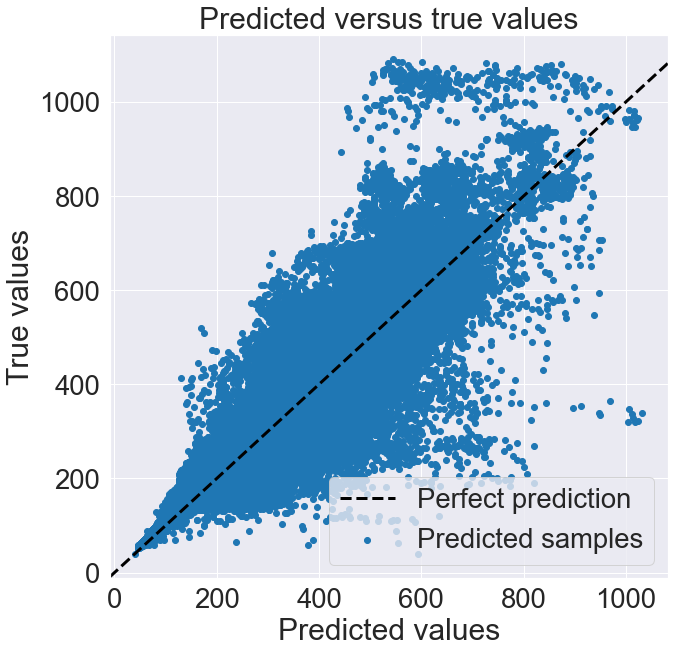 Predicted versus true values
1000
800
600
400
200
0
True values
Perfect prediction
Predicted samples
0 200 400 600 800 1000
Predicted values